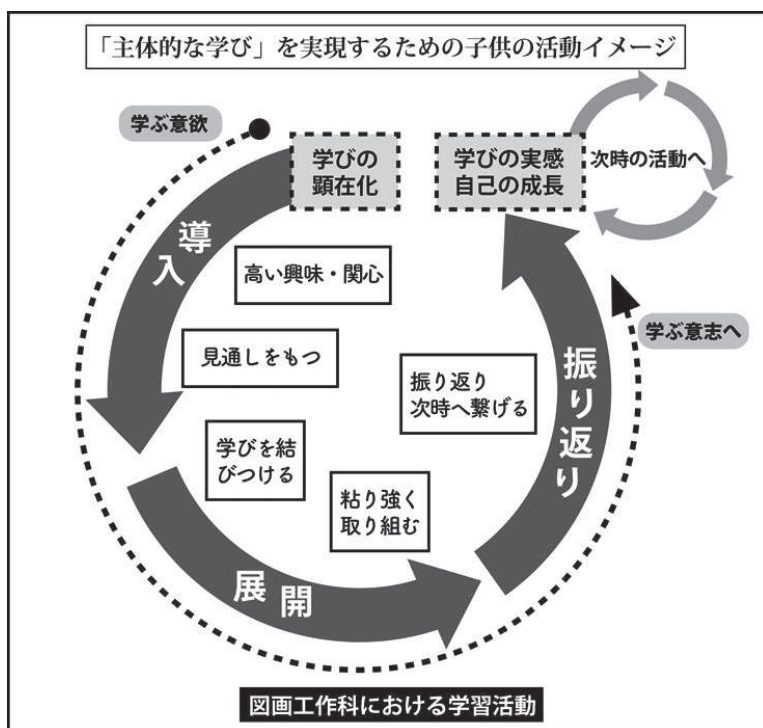 「主体的な学び」を実現するための子供の活動イメージ
学ぶ意欲
学びの
顕在化
学びの実感
自己の成長
次時の活動へ
導入
高い興味・関心
見通しをもつ
学びを結
びつける
展開
粘り強く
取り組む
振り返り
次時へ繋げる
振り返り
学ぶ意志へ
図画工作科における学習活動